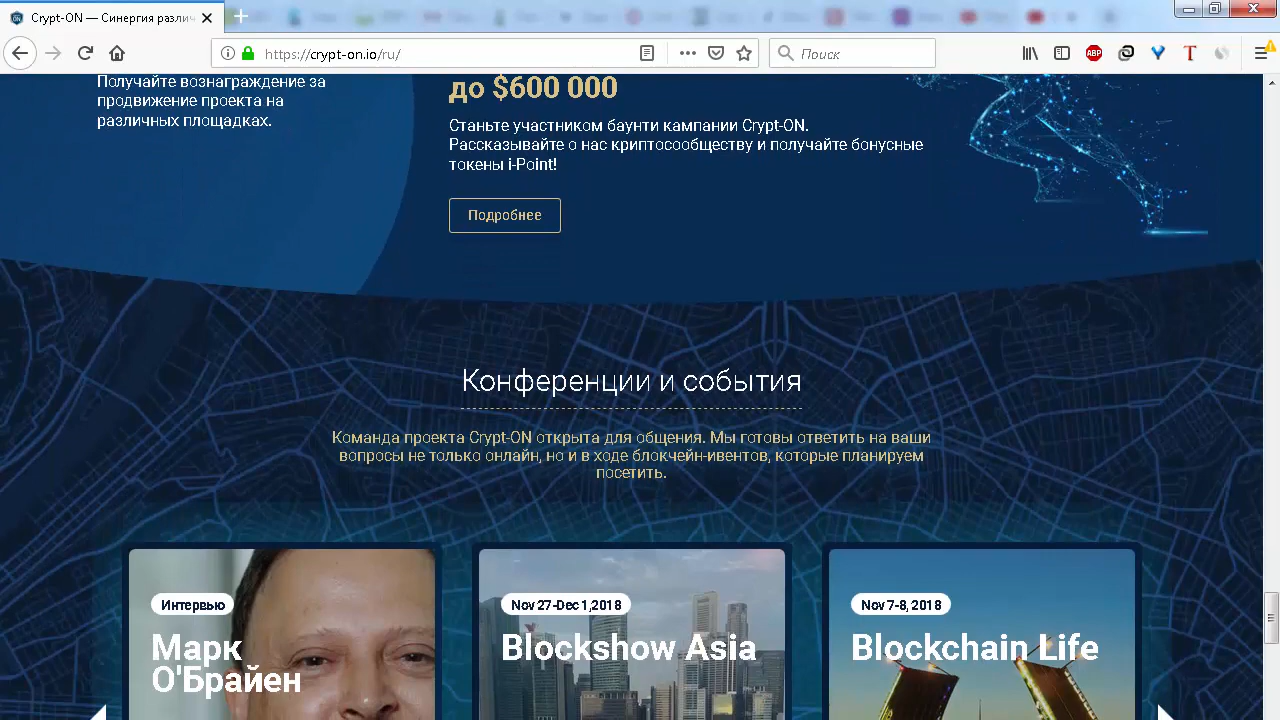 Crypt-ON — Синергия различн
https://crypt-on.io/ru/
Поиск
ABP
Получайте вознаграждение за
продвижение проекта на
различных площадках.
до $600 000
Станьте участником баунти кампании Crypt-ON.
Рассказывайте о нас криптосообществу и получайте бонусные
токены i-Point!
Подробнее
Конференции и события
Команда проекта Crypt-ON открыта для общения. Мы готовы ответить на ваши
вопросы не только онлайн, но и в ходе блокчейн-ивентов, которые планируем
посетить.
Интервью
Марк
О'Брайен
Nov 27-Dec 1,2018
Blockshow Asia
Nov 7-8, 2018
Blockchain Life